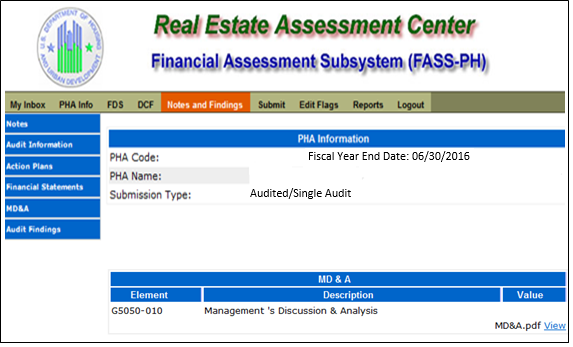 U.S. DEPARTMENT OF HOUSING AND URBAN DEVELOPMENT
Real Estate Assessment Center
Financial Assessment Subsystem (FASS-PH)
My Inbox PHA Info FDS DCF Notes and Findings Submit Edit Flags Reports Logout
Notes
Audit Information
Action Plans
Financial Statements
MD&A
Audit Findings
PHA Information
PHA Code: Fiscal Year End Date: 06/30/2016
PHA Name:
Submission Type: Audited/Single Audit
MD & A
Element Description Value
G5050-010 Management 's Discussion & Analysis
MD&A.pdf View